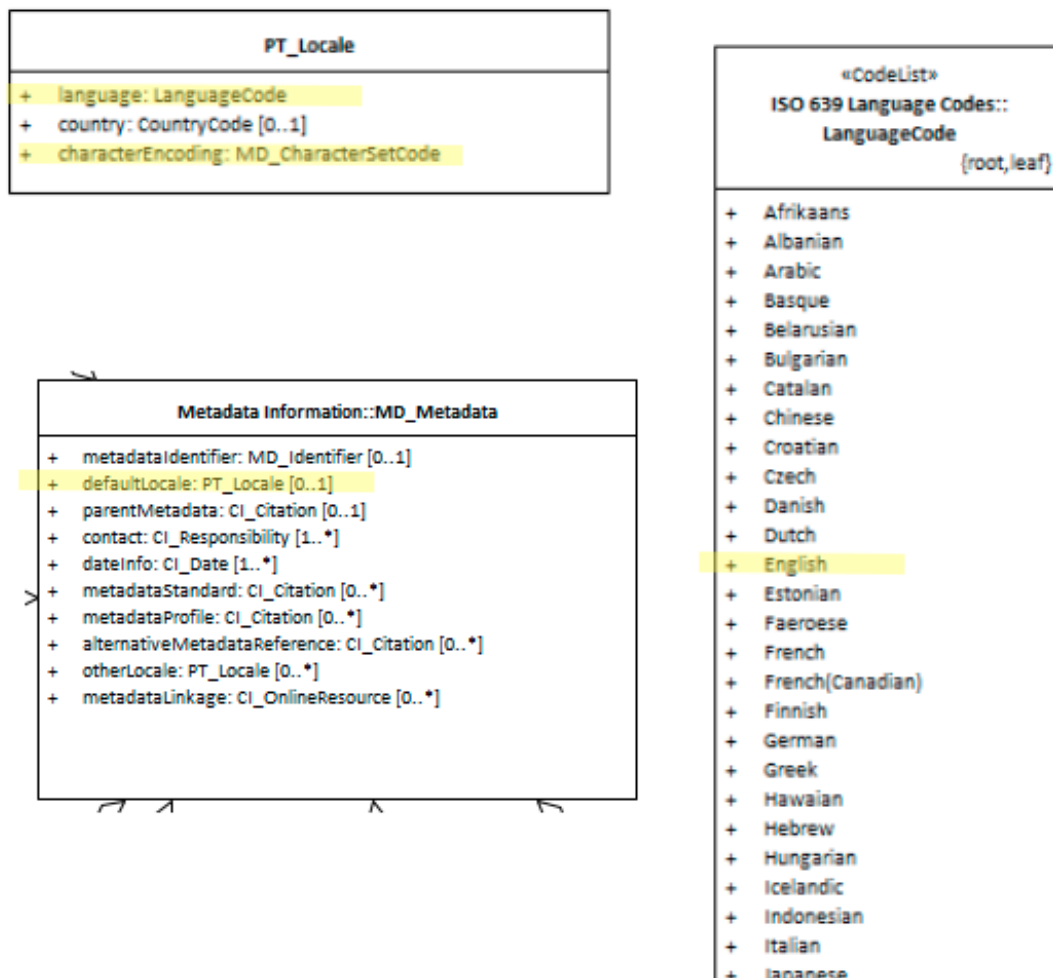 PT_Locale
+ language: LanguageCode
+ country: CountryCode [0..1]
+ characterEncoding: MD_CharacterSetCode
Metadata Information::MD_Metadata
+ metadataIdentifier: MD_Identifier [0..1]
+ defaultLocale: PT_Locale [0..1]
+ parentMetadata: CI_Citation [0..1]
+ contact: CI_Responsibility [1..*]
+ dateInfo: CI_Date [1..*]
+ metadataStandard: CI_Citation [0..*]
+ metadataProfile: CI_Citation [0..*]
+ alternativeMetadataReference: CI_Citation [0..*]
+ otherLocale: PT_Locale [0..*]
+ metadataLinkage: CI_OnlineResource [0..*]
«CodeList»
ISO 639 Language Codes::
LanguageCode
{root,leaf}
+ Afrikaans
+ Albanian
+ Arabic
+ Basque
+ Belarusian
+ Bulgarian
+ Catalan
+ Chinese
+ Croatian
+ Czech
+ Danish
+ Dutch
+ English
+ Estonian
+ Faeroese
+ French
+ French(Canadian)
+ Finnish
+ German
+ Greek
+ Hawaian
+ Hebrew
+ Hungarian
+ Icelandic
+ Indonesian
+ Italian
+ Japanese